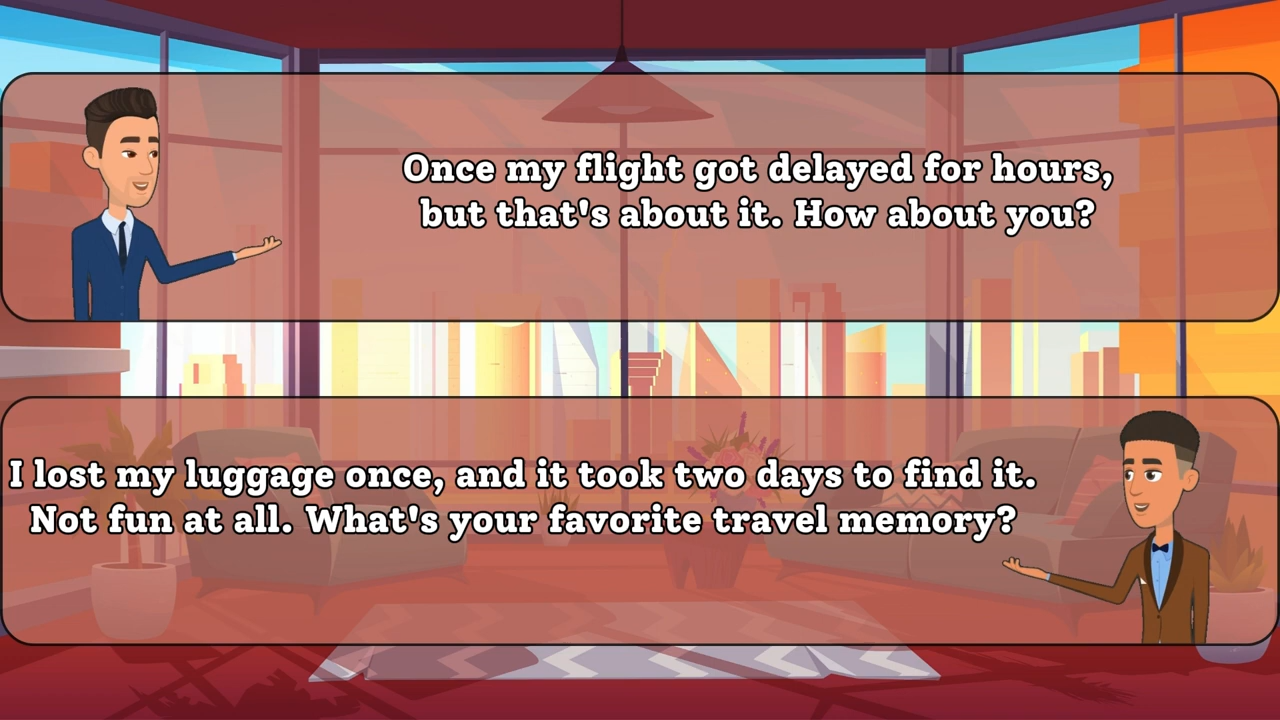 Once my flight got delayed for hours,
but that's about it. How about you?
I lost my luggage once, and it took two days to find it.
Not fun at all. What's your favorite travel memory?